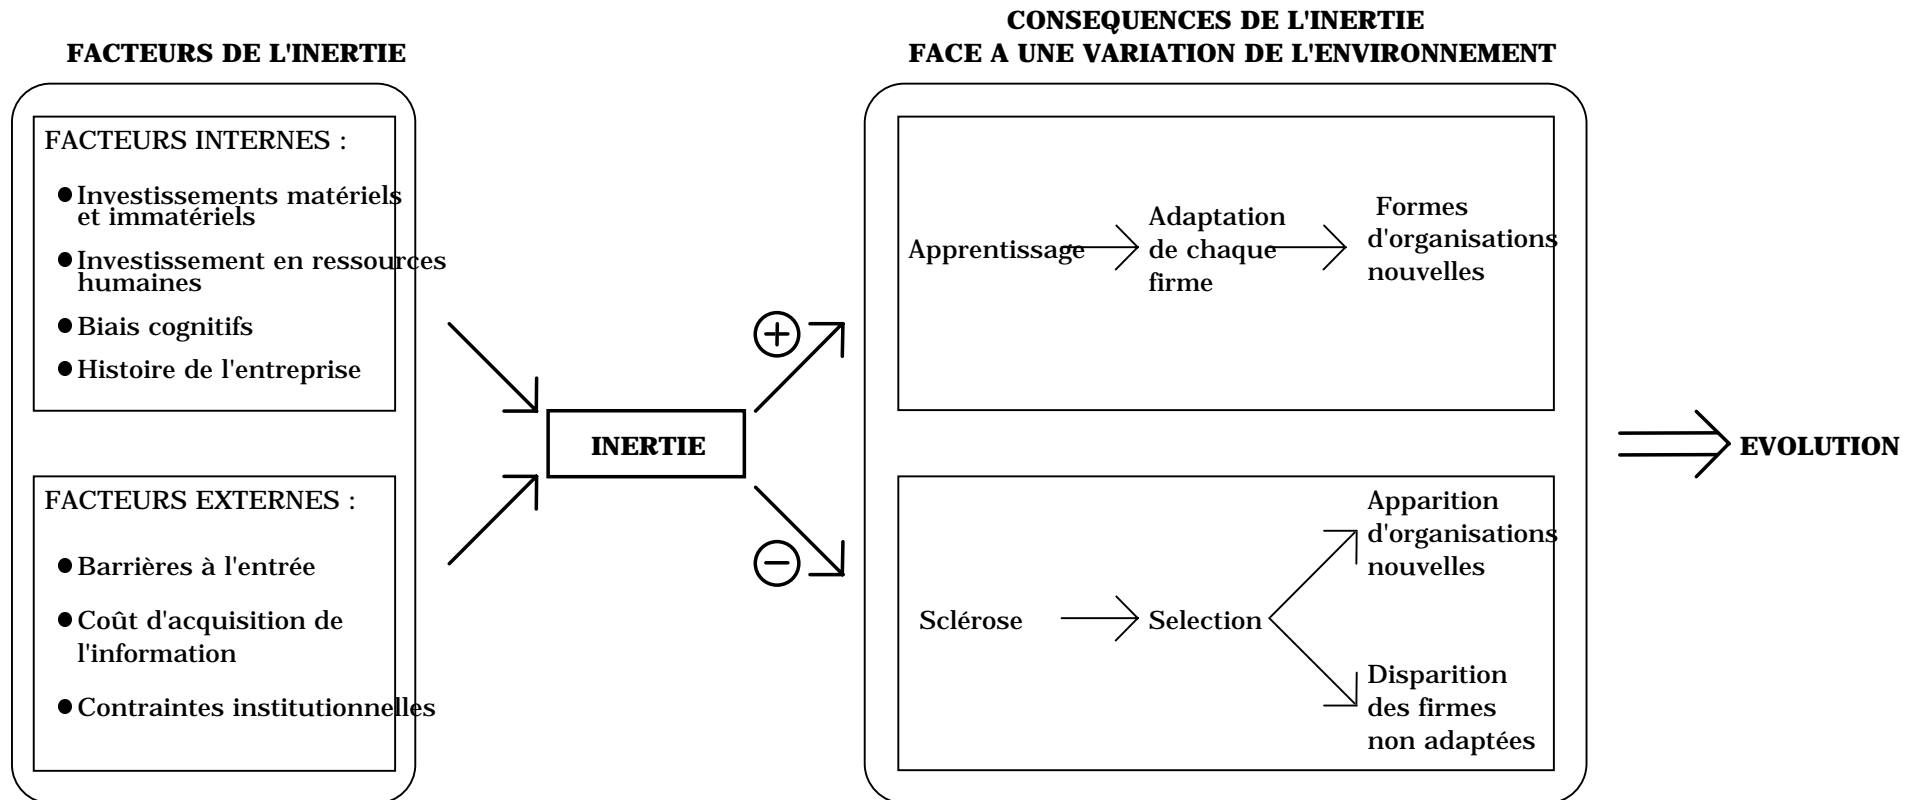 FACTEURS DE L'INERTIE
FACTEURS INTERNES :
● Investissements matériels
et immatériels
● Investissement en ressources
humaines
● Biais cognitifs
● Histoire de l'entreprise
FACTEURS EXTERNES :
● Barrières à l'entrée
● Coût d'acquisition de
l'information
● Contraintes institutionnelles
INERTIE
+
−
CONSEQUENCES DE L'INERTIE
FACE A UNE VARIATION DE L'ENVIRONNEMENT
Apprentissage
Adaptation
de chaque
firme
Formes
d'organisations
nouvelles
Sclérose
Selection
Apparition
d'organisations
nouvelles
Disparition
des firmes
non adaptées
EVOLUTION